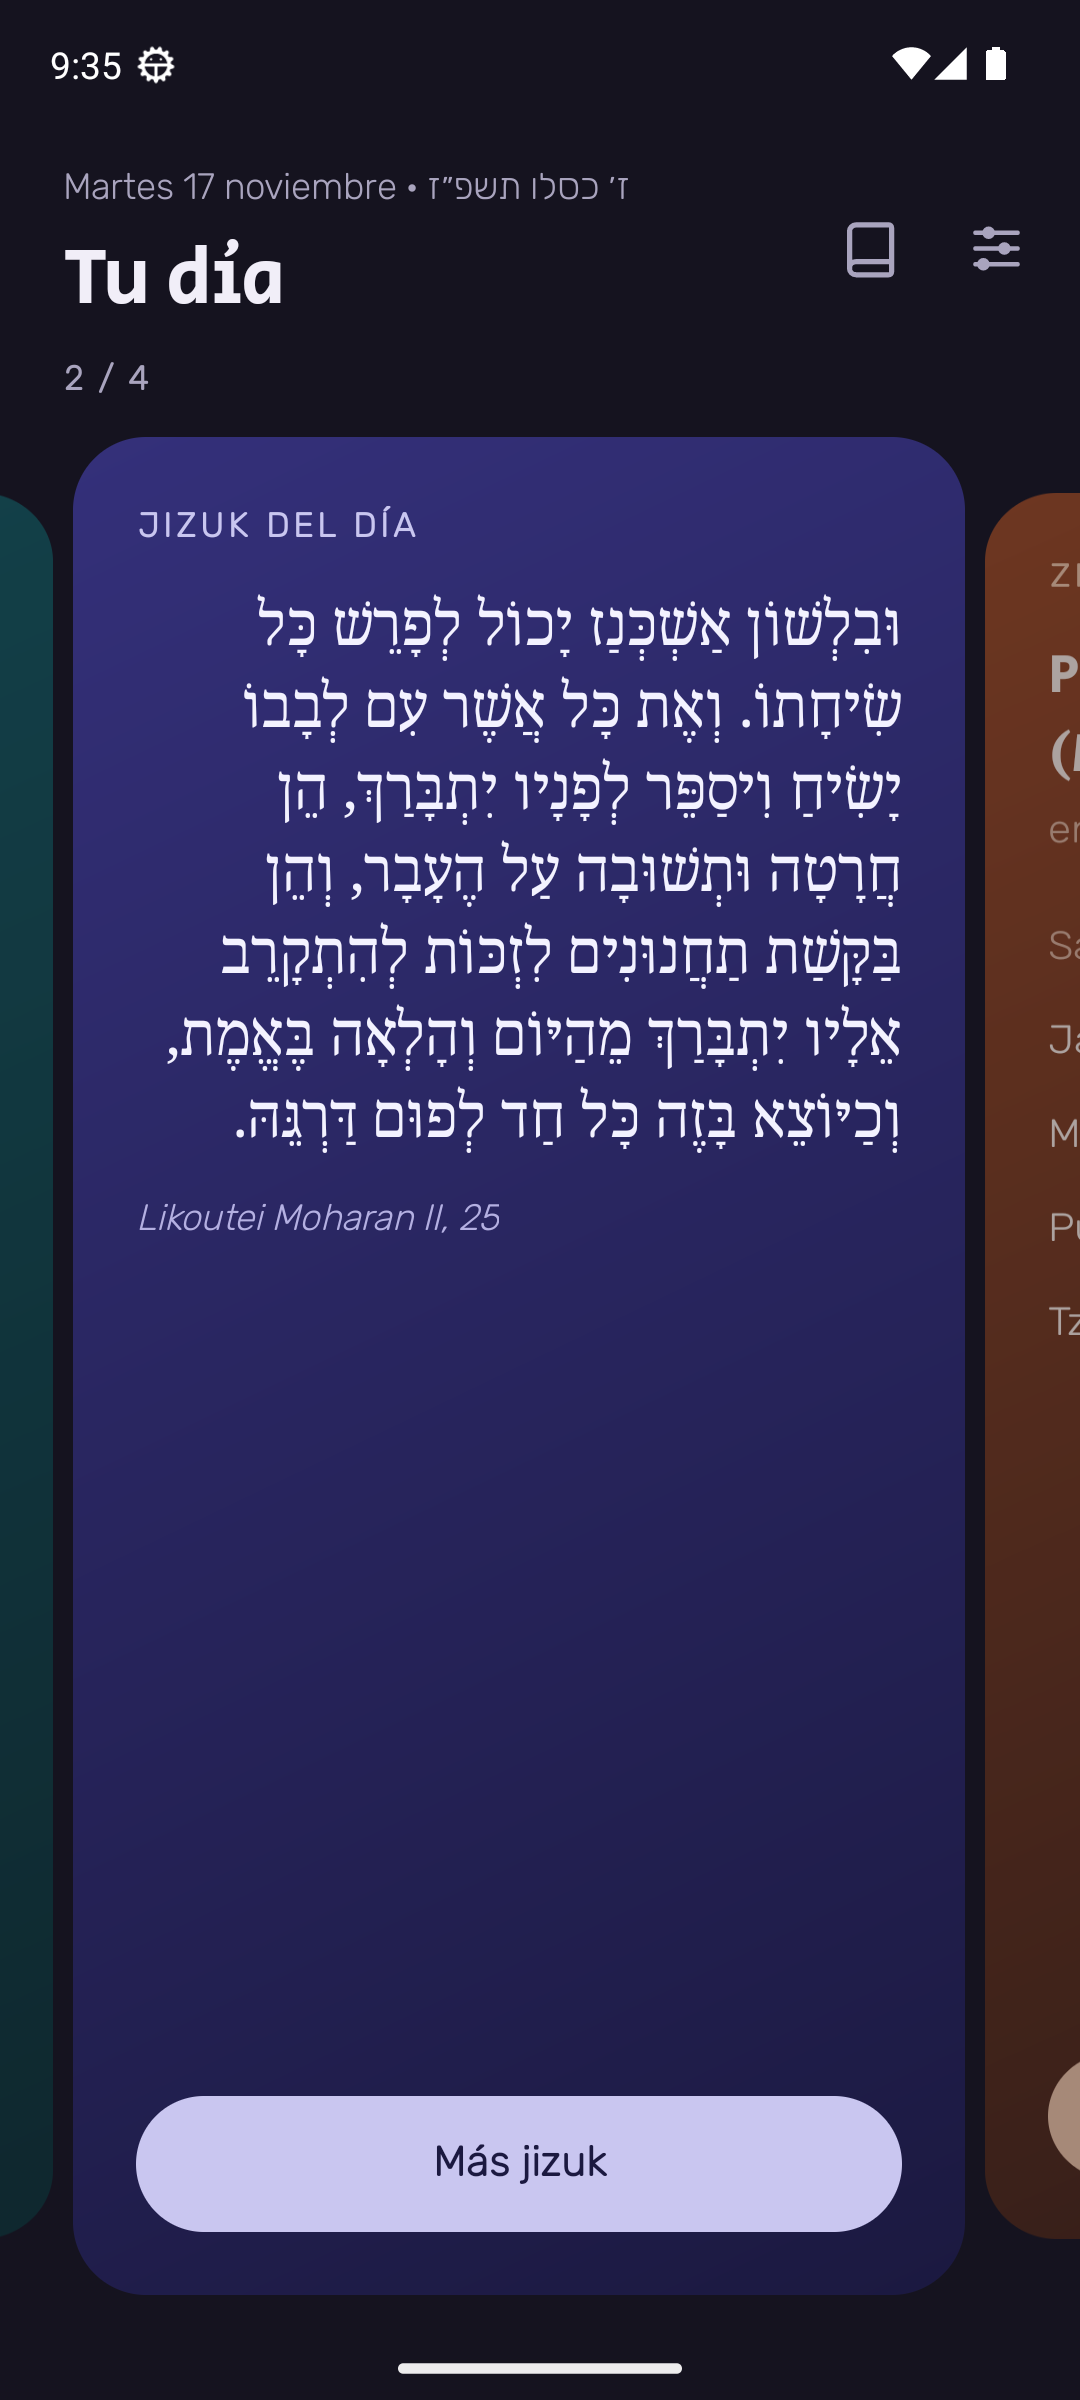 9:35
Martes 17 noviembre • ז׳ כסלו תשפ״ז
Tu día
2 / 4
JIZUK DEL DÍA
וּבִלְשׁוֹן אַשְׁכְּנַז יָכוֹל לְפָרֵשׁ כָּל
שִׂיחָתוֹ. וְאֶת כָּל אֲשֶׁר עִם לְבָבוֹ
יָשִׂיחַ וִיסַפֵּר לְפָנָיו יִתְבָּרַךְ, הֵן
חֲרָטָה וּתְשׁוּבָה עַל הֶעָבָר, וְהֵן
בַּקָּשַׁת תַּחֲנוּנִים לִזְכּוֹת לְהִתְקָרֵב
אֵלָיו יִתְבָּרַךְ מֵהַיּוֹם וְהָלְאָה בֶּאֱמֶת,
וְכַיּוֹצֵא בָּזֶה כָּל חַד לְפוּם דַּרְגֵּהּ.
Likoutei Moharan II, 25
Más jizuk